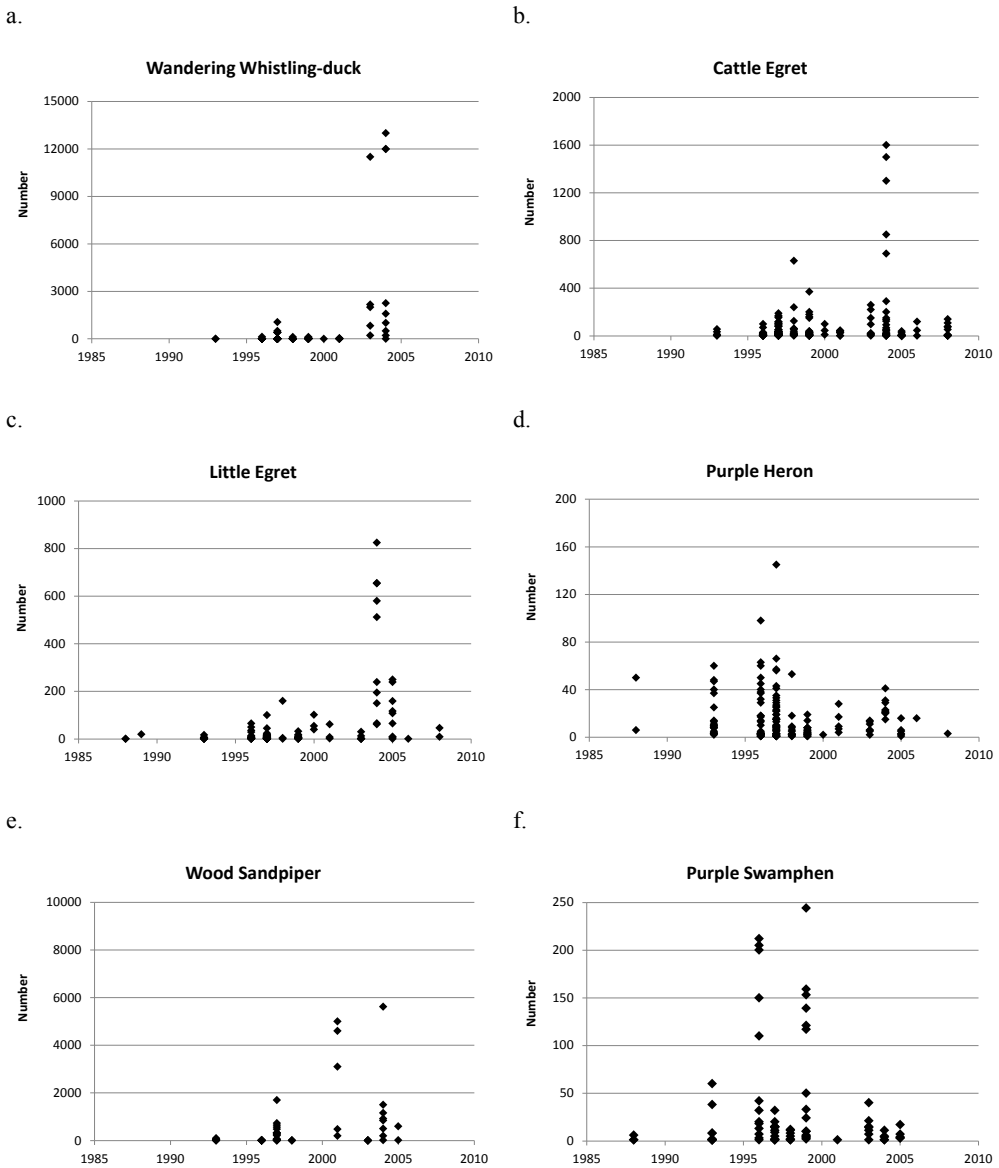 a.
Wandering Whistling-duck
Number
15000
12000
9000
6000
3000
0
1985 1990 1995 2000 2005 2010
b.
Cattle Egret
Number
2000
1600
1200
800
400
0
1985 1990 1995 2000 2005 2010
c.
Little Egret
Number
1000
800
600
400
200
0
1985 1990 1995 2000 2005 2010
d.
Purple Heron
Number
200
160
120
80
40
0
1985 1990 1995 2000 2005 2010
e.
Wood Sandpiper
Number
10000
8000
6000
4000
2000
0
1985 1990 1995 2000 2005 2010
f.
Purple Swamphen
Number
250
200
150
100
50
0
1985 1990 1995 2000 2005 2010